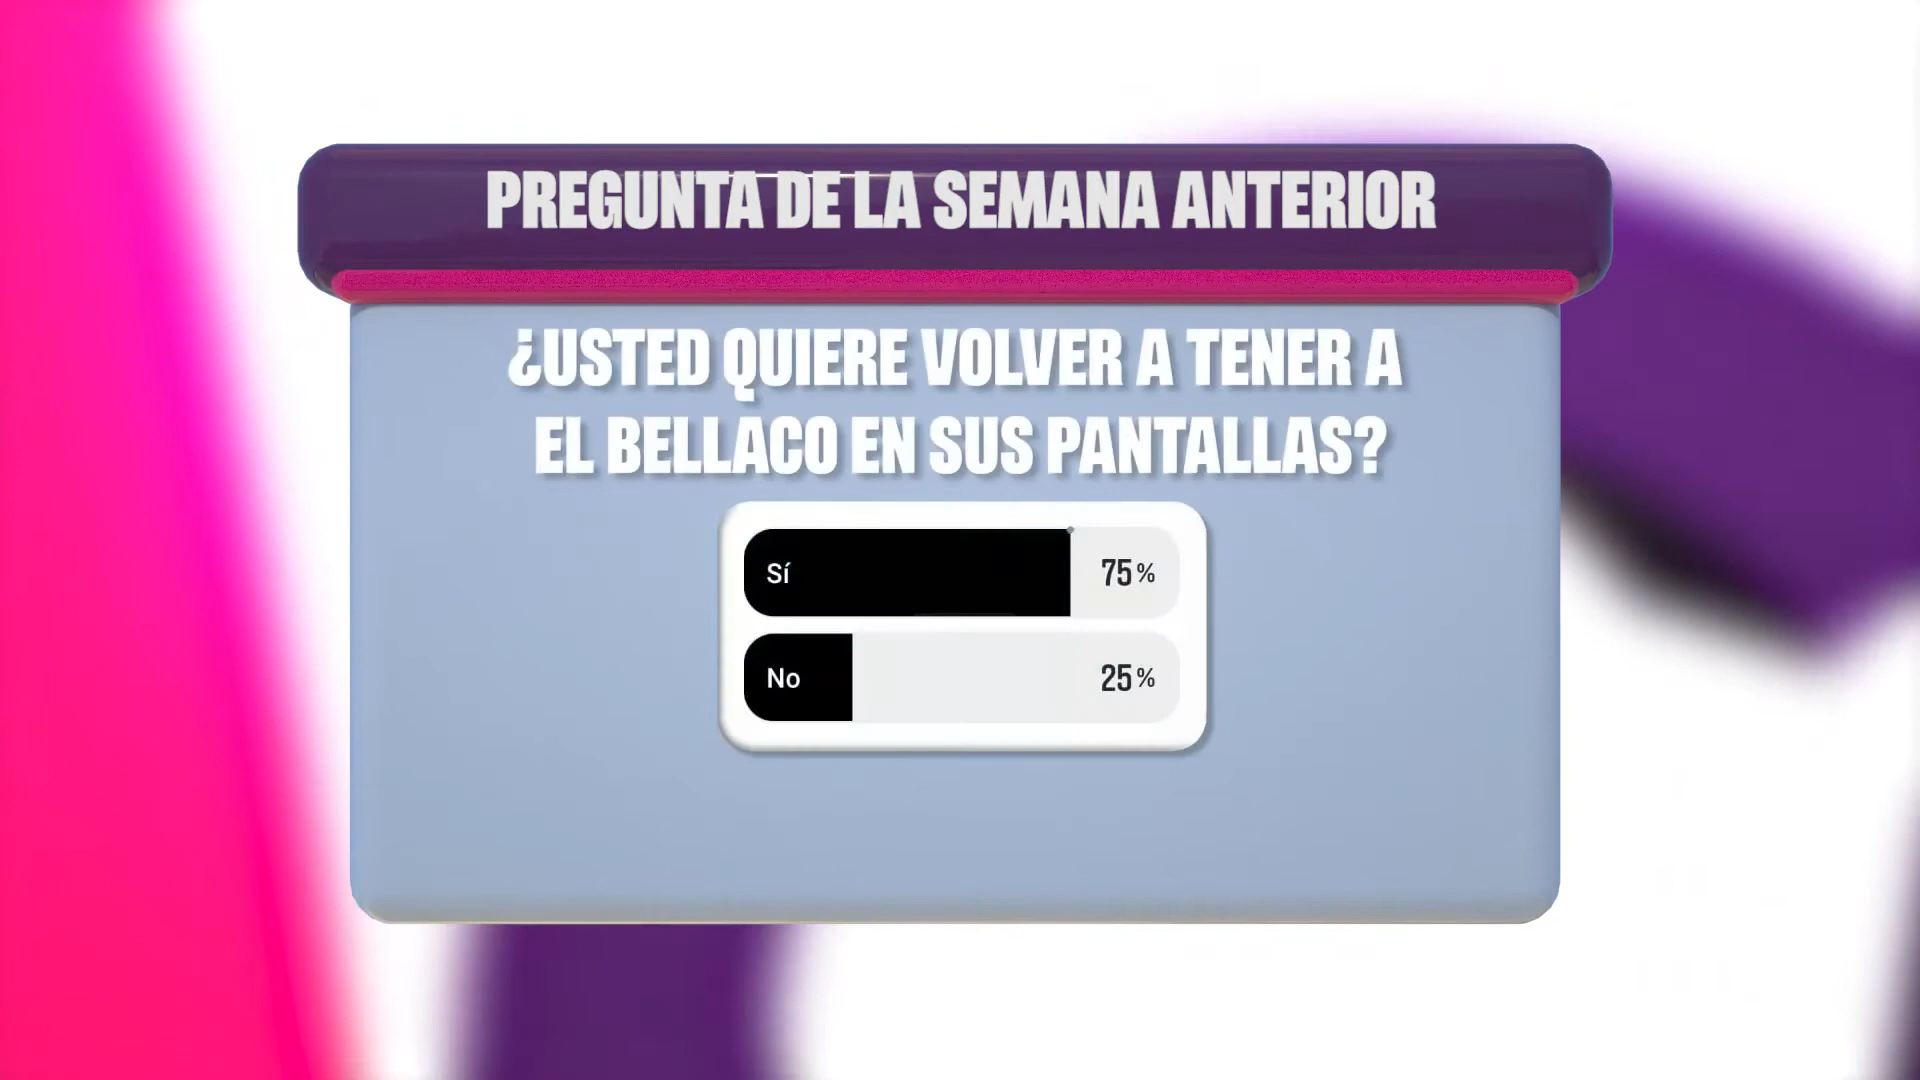 PREGUNTA DE LA SEMANA ANTERIOR
¿USTED QUIERE VOLVER A TENER A
EL BELLACO EN SUS PANTALLAS?
Sí 75%
No 25%